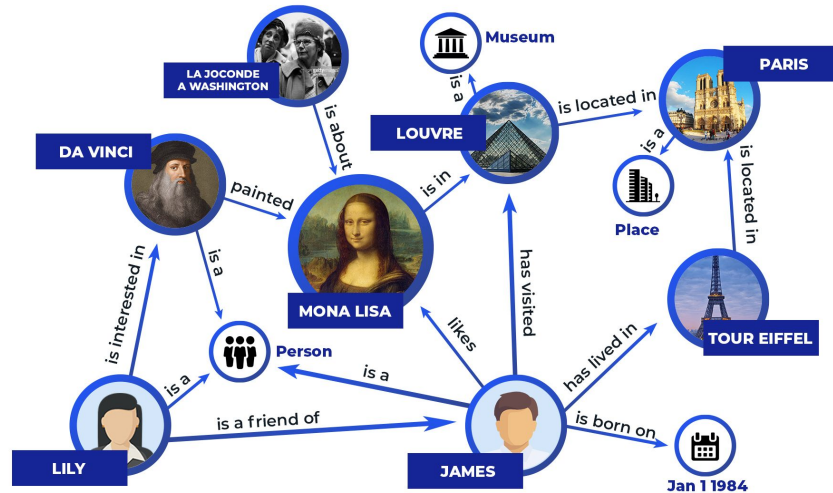 LA JOCONDE
A WASHINGTON
Museum
PARIS
is a
is located in
LOUVRE
is about
DA VINCI
is a
is located in
painted
is in
Place
is a
is interested in
MONA LISA
has visited
TOUR EIFFEL
Person
likes
has lived in
is a
is a
is a friend of
is born on
LILY
JAMES
Jan 1 1984